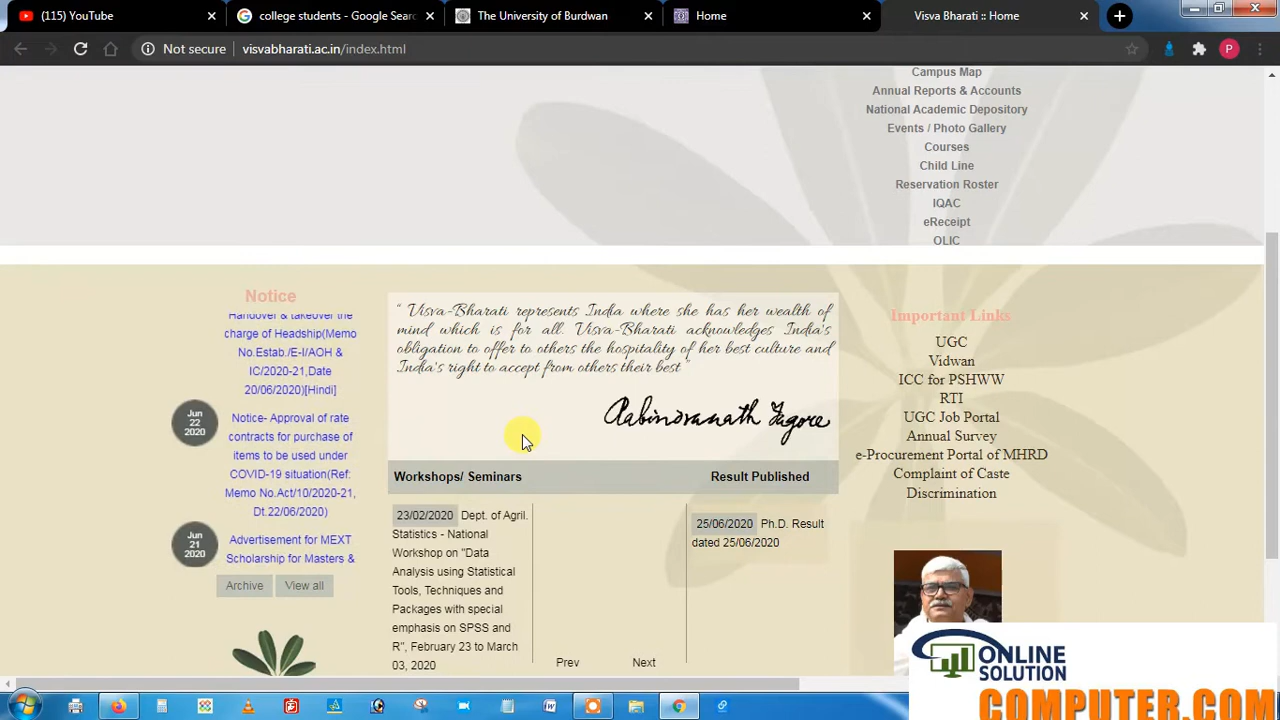 (115) YouTube
college students - Google Searc
The University of Burdwan
Home
Visva Bharati :: Home
Not secure
visvabharati.ac.in/index.html
P
Campus Map
Annual Reports & Accounts
National Academic Depository
Events / Photo Gallery
Courses
Child Line
Reservation Roster
IQAC
eReceipt
OLIC
Notice
Handover & takeover the
charge of Headship(Memo
No.Estab./E-I/AOH &
IC/2020-21,Date
20/06/2020)[Hindi]
Jun
22
2020
Notice- Approval of rate
contracts for purchase of
items to be used under
COVID-19 situation(Ref:
Memo No.Act/10/2020-21,
Dt.22/06/2020)
Jun
21
2020
Advertisement for MEXT
Scholarship for Masters &
Archive
View all
“ Visva-Bharati represents India where she has her wealth of
mind which is for all. Visva-Bharati acknowledges India's
obligation to offer to others the hospitality of her best culture and
India's right to accept from others their best ”
Rabindranath Tagore
Workshops/ Seminars
Result Published
23/02/2020 Dept. of Agril.
Statistics - National
Workshop on "Data
Analysis using Statistical
Tools, Techniques and
Packages with special
emphasis on SPSS and
R", February 23 to March
03, 2020
Prev
Next
25/06/2020 Ph.D. Result
dated 25/06/2020
Important Links
UGC
Vidwan
ICC for PSHWW
RTI
UGC Job Portal
Annual Survey
e-Procurement Portal of MHRD
Complaint of Caste
Discrimination
ONLINE
SOLUTION
COMPUTER.COM